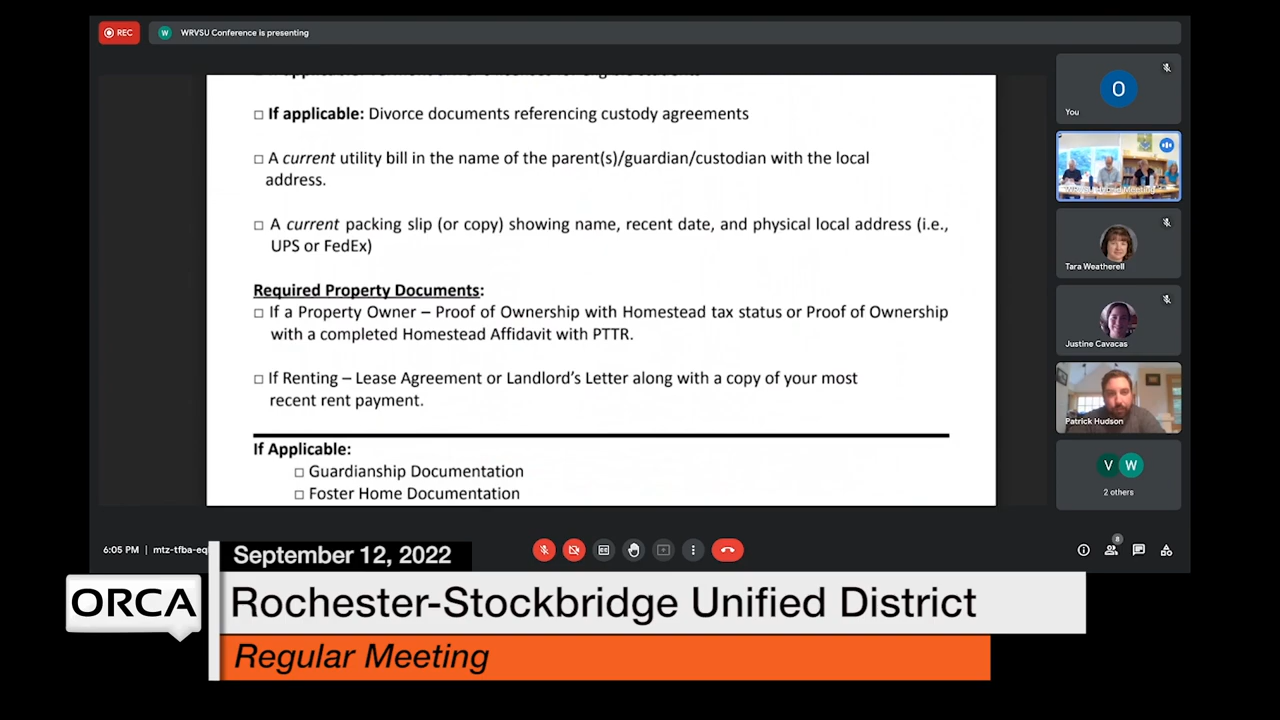 REC
W WRVSU Conference is presenting
□ If applicable: Divorce documents referencing custody agreements
□ A current utility bill in the name of the parent(s)/guardian/custodian with the local
address.
□ A current packing slip (or copy) showing name, recent date, and physical local address (i.e.,
UPS or FedEx)
Required Property Documents:
□ If a Property Owner – Proof of Ownership with Homestead tax status or Proof of Ownership
with a completed Homestead Affidavit with PTTR.
□ If Renting – Lease Agreement or Landlord's Letter along with a copy of your most
recent rent payment.
If Applicable:
□ Guardianship Documentation
□ Foster Home Documentation
O
You
Tara Weatherell
Justine Cavacas
Patrick Hudson
V W
2 others
6:05 PM | mtz-tfba-eq
8
September 12, 2022
ORCA
Rochester-Stockbridge Unified District
Regular Meeting